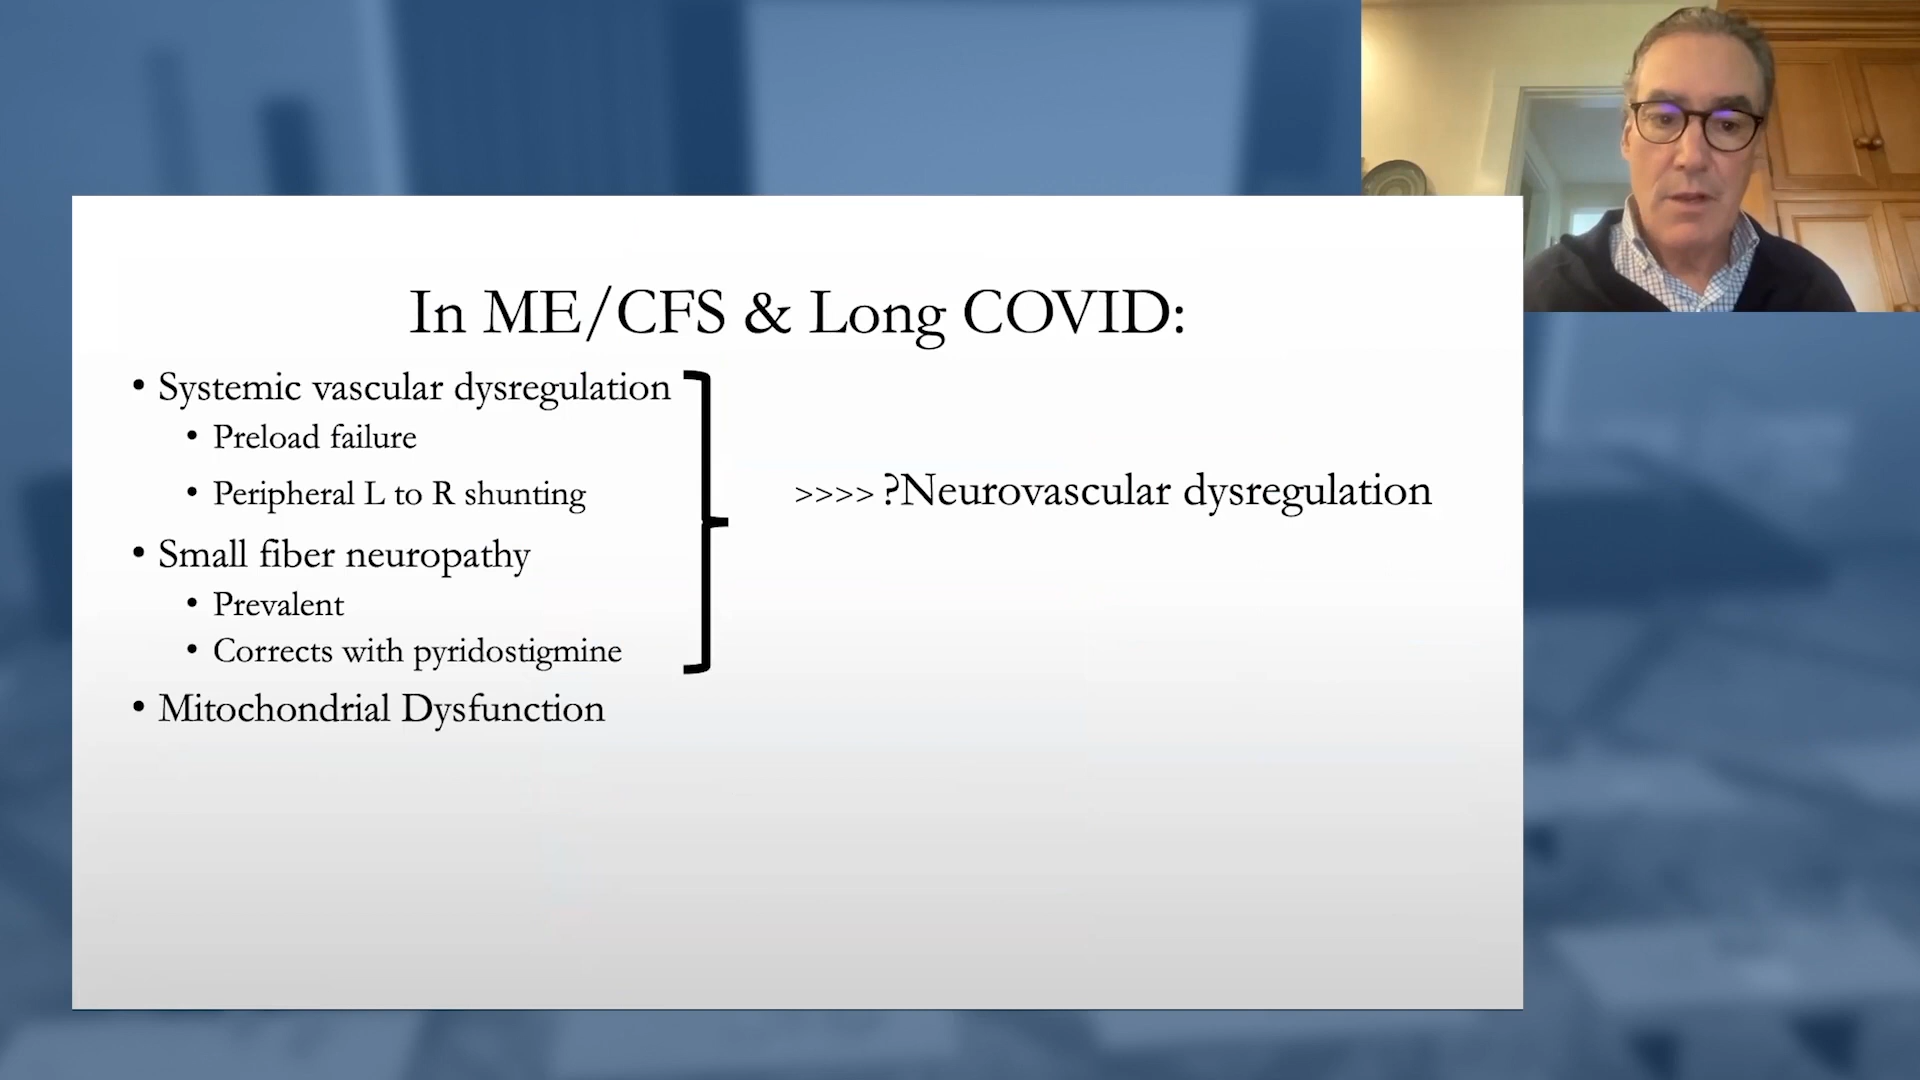 In ME/CFS & Long COVID:
• Systemic vascular dysregulation
• Preload failure
• Peripheral L to R shunting
>>>> ?Neurovascular dysregulation
• Small fiber neuropathy
• Prevalent
• Corrects with pyridostigmine
• Mitochondrial Dysfunction